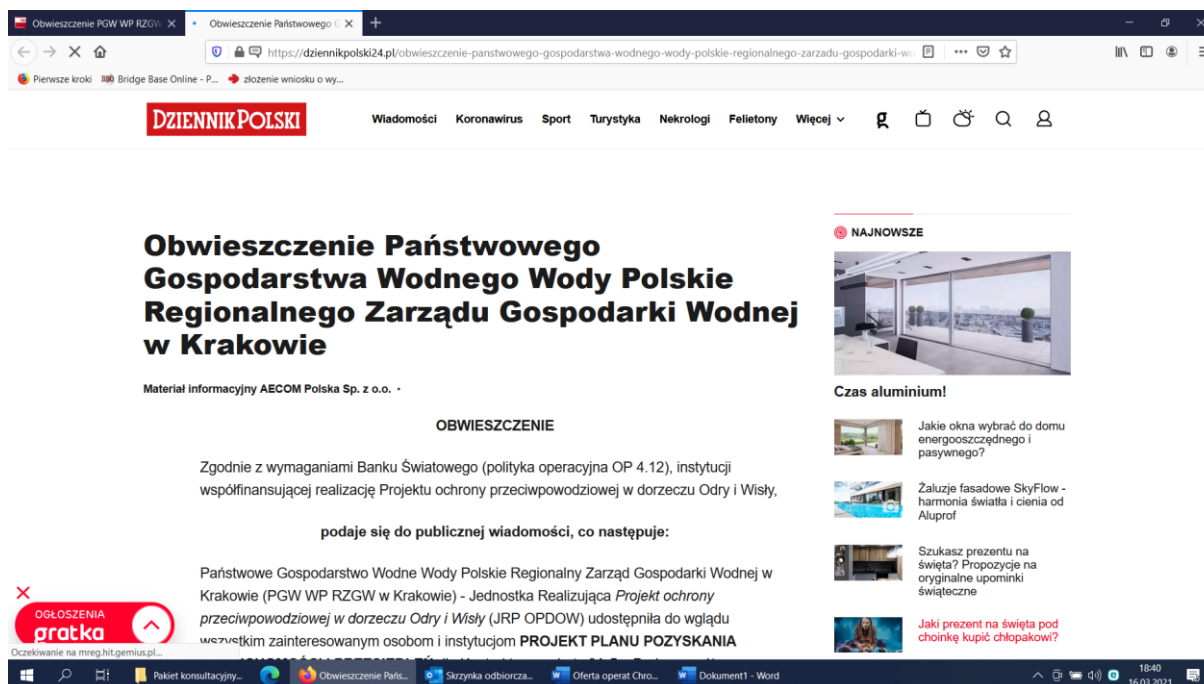 Obwieszczenie PGW WP RZGW
Obwieszczenie Państwowego G
https://dziennikpolski24.pl/obwieszczenie-panstwowego-gospodarstwa-wodnego-wody-polskie-regionalnego-zarzadu-gospodarki-wo
Pierwsze kroki
Bridge Base Online - P...
złożenie wniosku o wy...
DZIENNIK POLSKI
Wiadomości Koronawirus Sport Turystyka Nekrologi Felietony Więcej
Obwieszczenie Państwowego
Gospodarstwa Wodnego Wody Polskie
Regionalnego Zarządu Gospodarki Wodnej
w Krakowie
Materiał informacyjny AECOM Polska Sp. z o.o. •
OBWIESZCZENIE
Zgodnie z wymaganiami Banku Światowego (polityka operacyjna OP 4.12), instytucji
współfinansującej realizację Projektu ochrony przeciwpowodziowej w dorzeczu Odry i Wisły,
podaje się do publicznej wiadomości, co następuje:
Państwowe Gospodarstwo Wodne Wody Polskie Regionalny Zarząd Gospodarki Wodnej w
Krakowie (PGW WP RZGW w Krakowie) - Jednostka Realizująca Projekt ochrony
przeciwpowodziowej w dorzeczu Odry i Wisły (JRP OPDOW) udostępniła do wglądu
wszystkim zainteresowanym osobom i instytucjom PROJEKT PLANU POZYSKANIA
NAJNOWSZE
Czas aluminium!
Jakie okna wybrać do domu
energooszczędnego i
pasywnego?
Żaluzje fasadowe SkyFlow -
harmonia światła i cienia od
Aluprof
Szukasz prezentu na
święta? Propozycje na
oryginalne upominki
świąteczne
Jaki prezent na święta pod
choinkę kupić chłopakowi?
OGŁOSZENIA
gratka
Oczekiwanie na mreg.hit.gemius.pl...
Pakiet konsultacyjny...
Obwieszczenie Pańs...
Skrzynka odbiorcza...
Oferta operat Chro...
Dokument1 - Word
18:40
16.03.2021